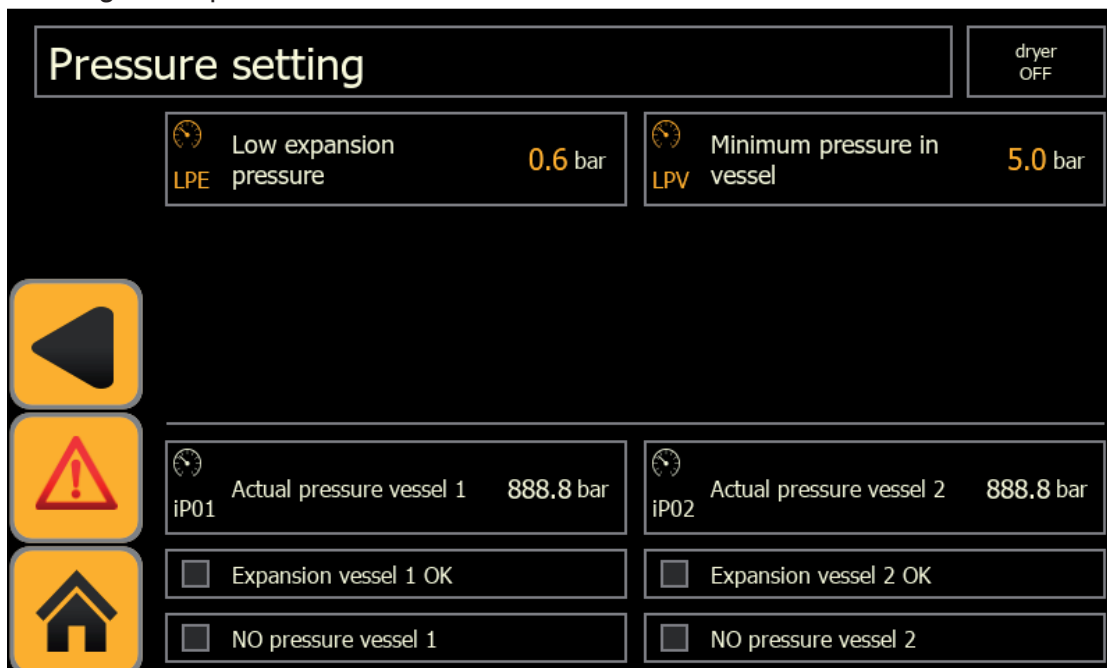 Pressure setting
dryer
OFF
LPE
Low expansion
pressure
0.6 bar
LPV
Minimum pressure in
vessel
5.0 bar
iP01
Actual pressure vessel 1
888.8 bar
iP02
Actual pressure vessel 2
888.8 bar
Expansion vessel 1 OK
Expansion vessel 2 OK
NO pressure vessel 1
NO pressure vessel 2